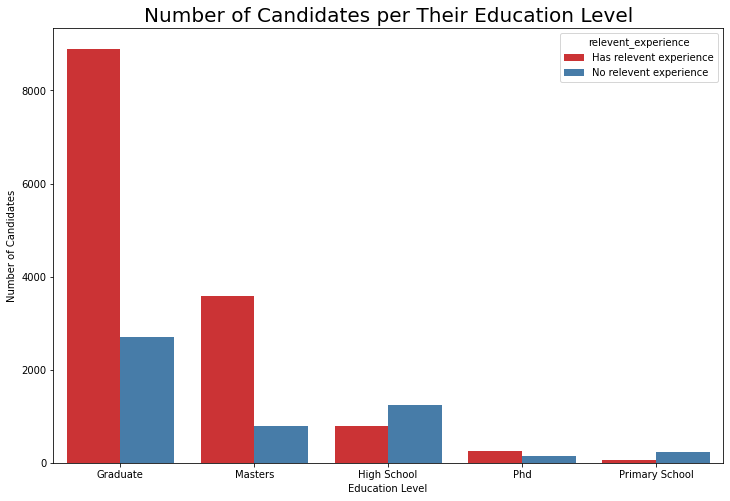 Number of Candidates per Their Education Level
relevent_experience
Has relevent experience
No relevent experience
Number of Candidates
8000
6000
4000
2000
0
Graduate
Masters
High School
Phd
Primary School
Education Level